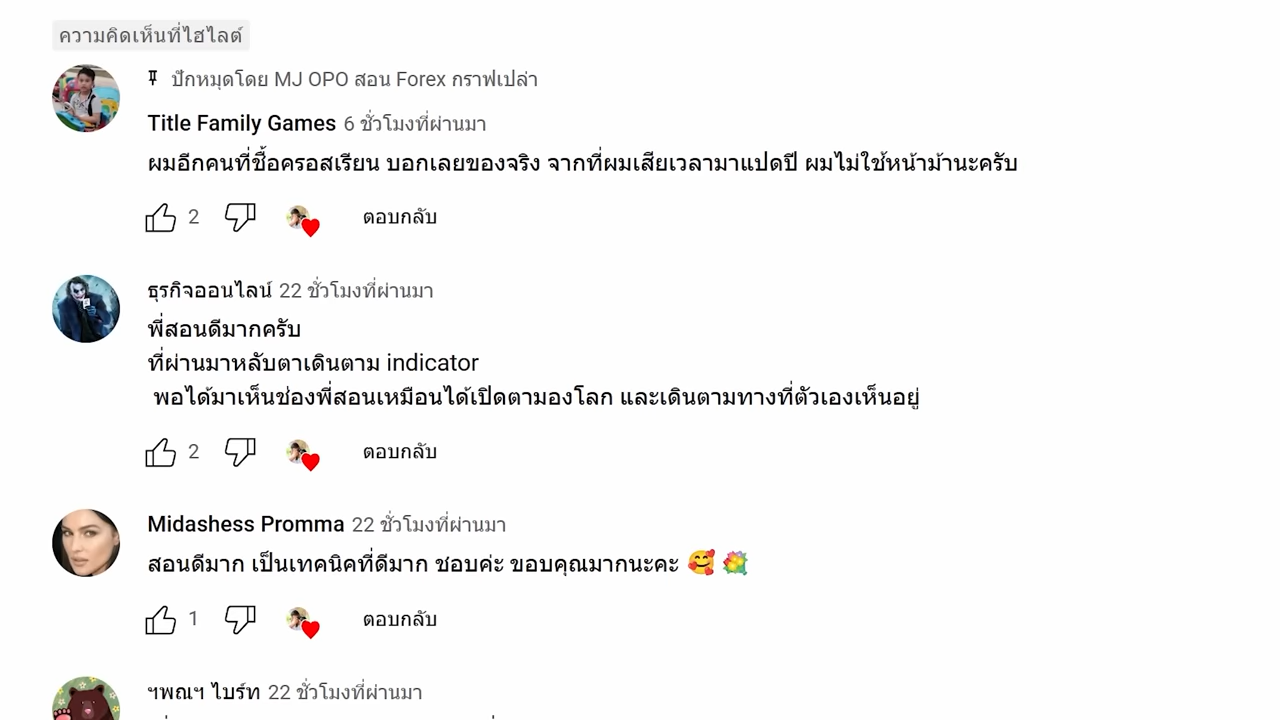 ความคิดเห็นที่ไฮไลต์
ปักหมุดโดย MJ OPO สอน Forex กราฟเปล่า
Title Family Games 6 ชั่วโมงที่ผ่านมา
ผมอีกคนที่ชื้อครอสเรียน บอกเลยของจริง จากที่ผมเสียเวลามาแปดปี ผมไม่ใช้หน้าม้านะครับ
2 ตอบกลับ
ธุรกิจออนไลน์ 22 ชั่วโมงที่ผ่านมา
พี่สอนดีมากครับ
ที่ผ่านมาหลับตาเดินตาม indicator
พอได้มาเห็นช่องพี่สอนเหมือนได้เปิดตามองโลก และเดินตามทางที่ตัวเองเห็นอยู่
2 ตอบกลับ
Midashess Promma 22 ชั่วโมงที่ผ่านมา
สอนดีมาก เป็นเทคนิคที่ดีมาก ชอบค่ะ ขอบคุณมากนะคะ 🥰 💐
1 ตอบกลับ
ฯพณฯ ไบร์ท 22 ชั่วโมงที่ผ่านมา